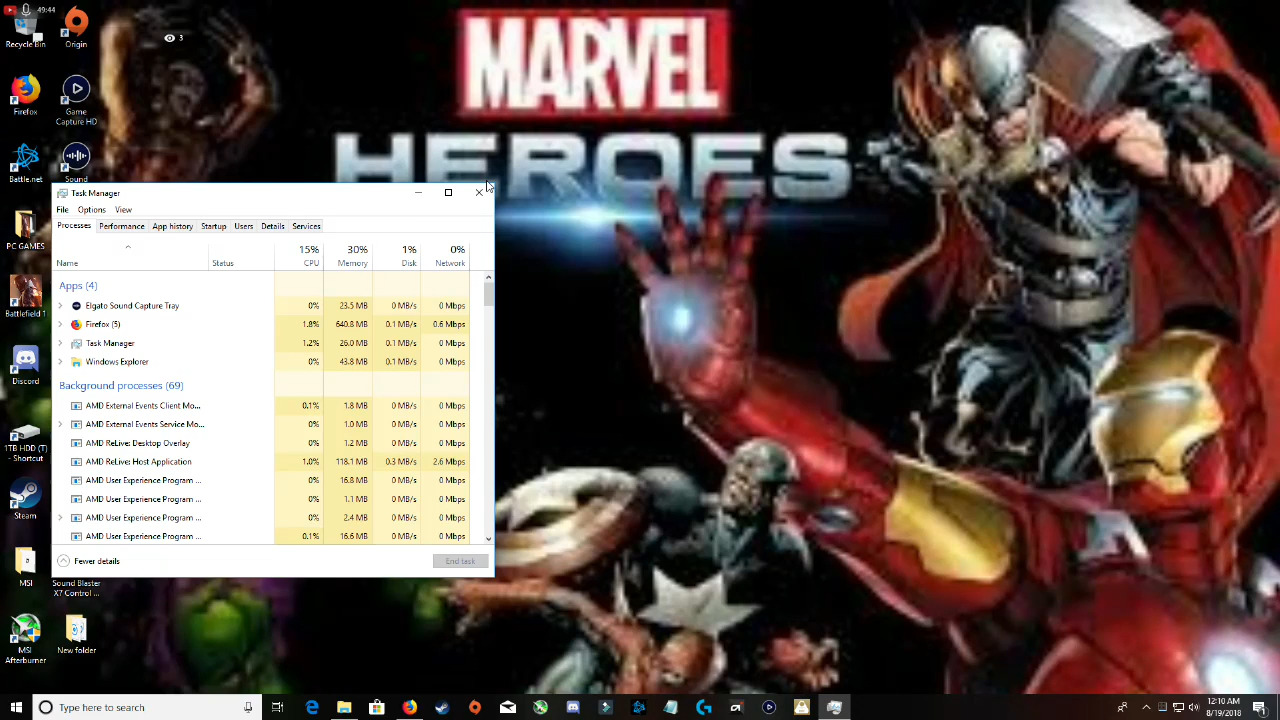 49:44
3
Recycle Bin
Origin
Firefox
Game
Capture HD
Battle.net
Sound
PC GAMES
Battlefield 1
Discord
1TB HDD (T)
- Shortcut
Steam
MSI
Sound Blaster
X7 Control ...
MSI
Afterburner
New folder
MARVEL
HEROES
Task Manager
File Options View
Processes Performance App history Startup Users Details Services
15% 30% 1% 0%
Name Status CPU Memory Disk Network
Apps (4)
Elgato Sound Capture Tray 0% 23.5 MB 0 MB/s 0 Mbps
Firefox (5) 1.8% 640.8 MB 0.1 MB/s 0.6 Mbps
Task Manager 1.2% 26.0 MB 0.1 MB/s 0 Mbps
Windows Explorer 0% 43.8 MB 0.1 MB/s 0 Mbps
Background processes (69)
AMD External Events Client Mo... 0.1% 1.8 MB 0 MB/s 0 Mbps
AMD External Events Service Mo... 0% 1.0 MB 0 MB/s 0 Mbps
AMD ReLive: Desktop Overlay 0% 1.2 MB 0 MB/s 0 Mbps
AMD ReLive: Host Application 1.0% 118.1 MB 0.3 MB/s 2.6 Mbps
AMD User Experience Program ... 0% 16.8 MB 0 MB/s 0 Mbps
AMD User Experience Program ... 0% 1.1 MB 0 MB/s 0 Mbps
AMD User Experience Program ... 0% 2.4 MB 0 MB/s 0 Mbps
AMD User Experience Program ... 0.1% 16.6 MB 0 MB/s 0 Mbps
Fewer details
End task
Type here to search
12:10 AM
8/19/2018
1